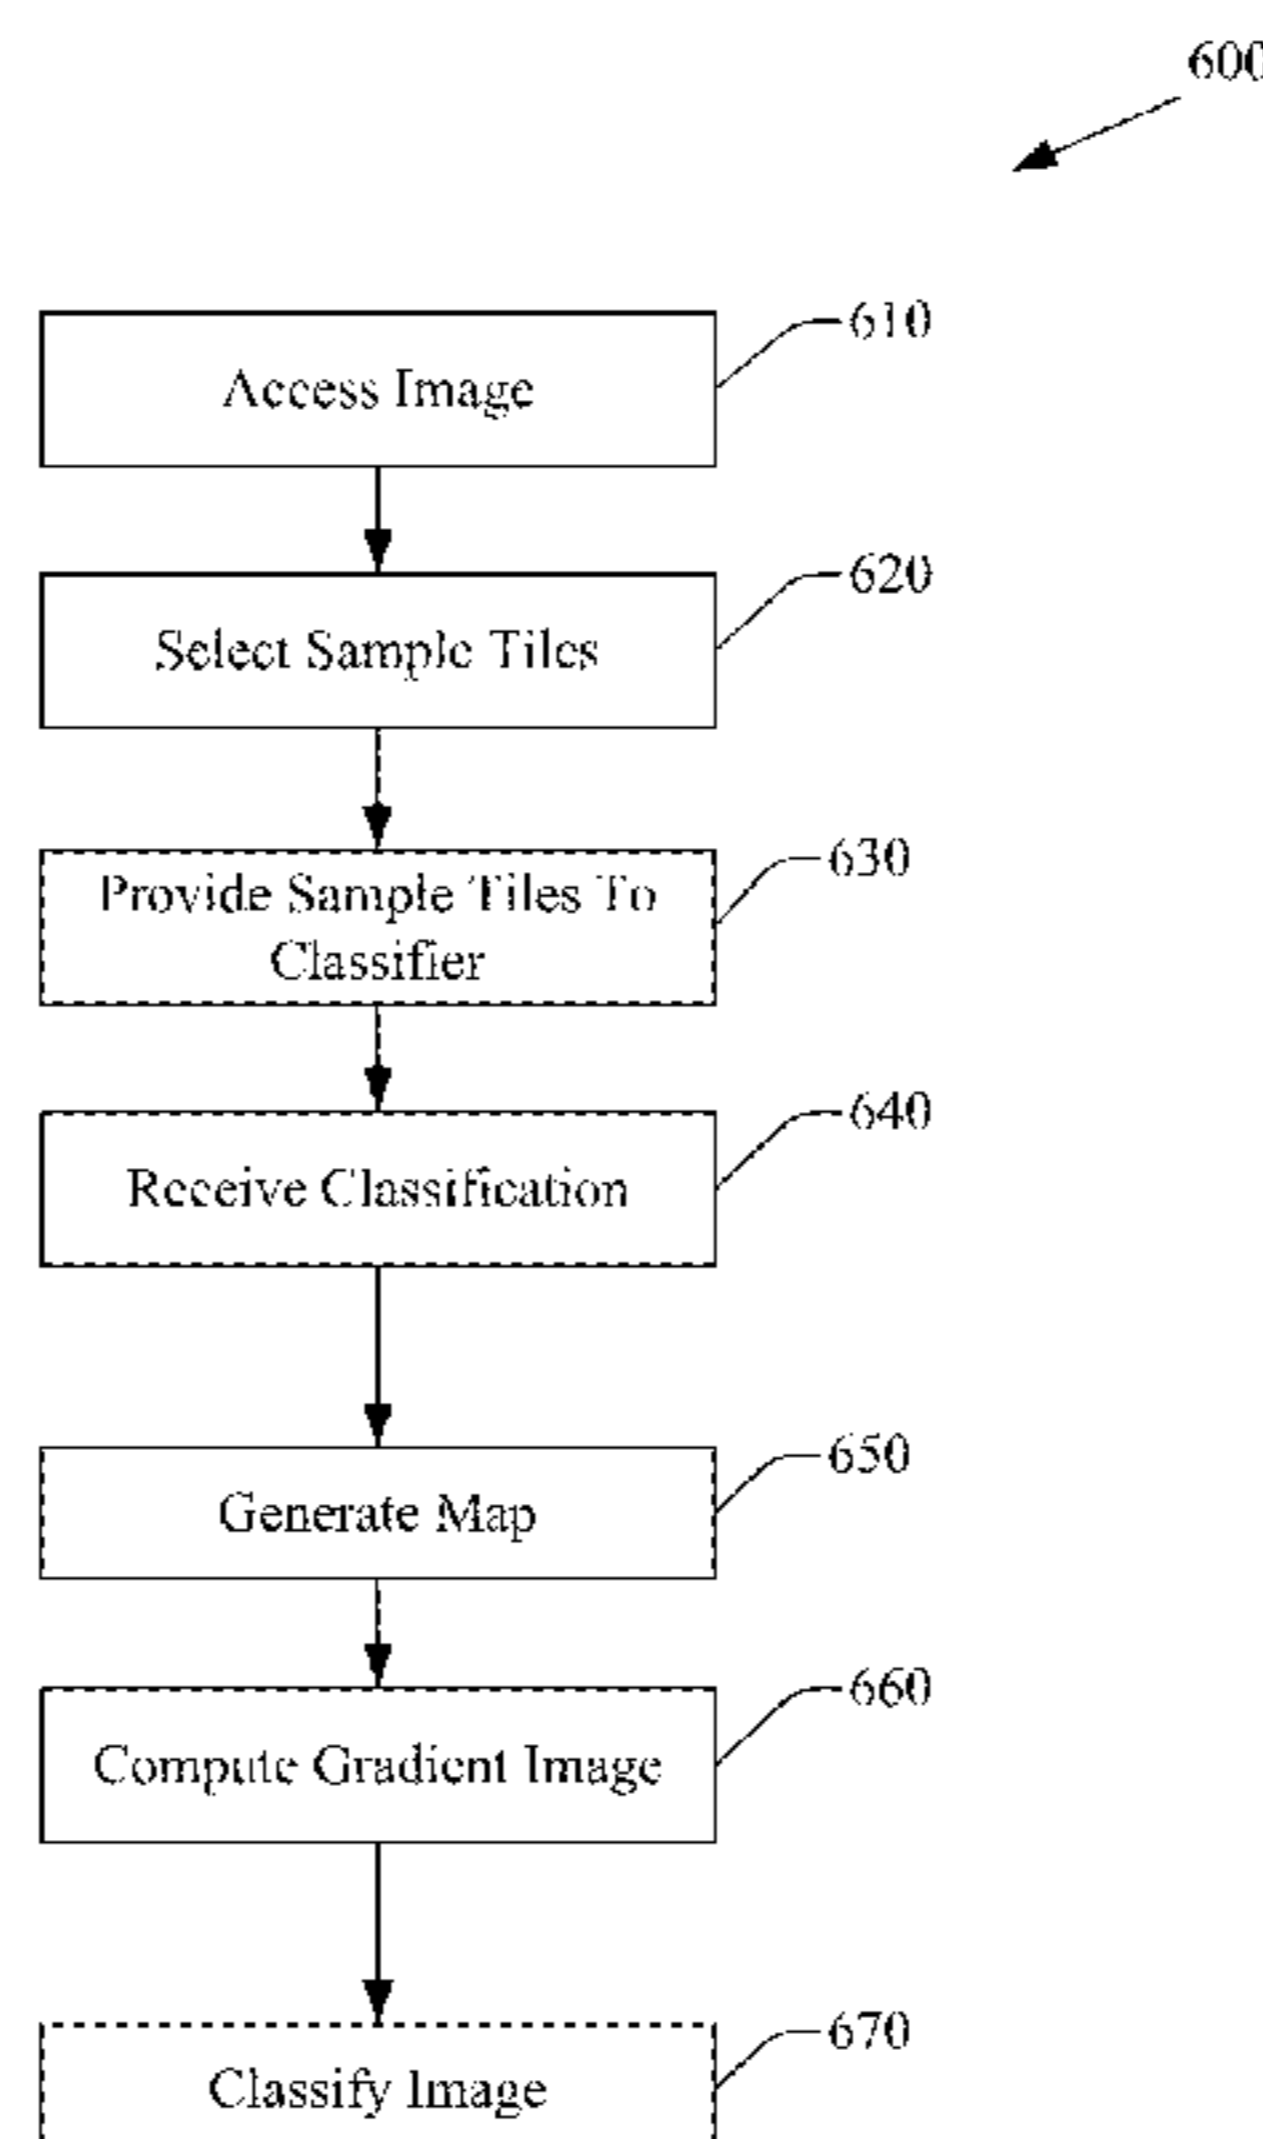 600
610
Access Image
620
Select Sample Tiles
630
Provide Sample Tiles To
Classifier
640
Receive Classification
650
Generate Map
660
Compute Gradient Image
670
Classify Image